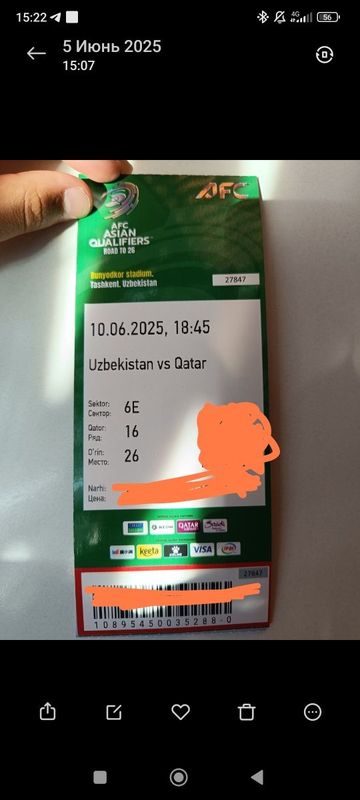 15:22
4G
56
5 Июнь 2025
15:07
AFC
AFC
ASIAN
QUALIFIERS
ROAD TO 26
Bunyodkor stadium.
Tashkent. Uzbekistan
27847
10.06.2025, 18:45
Uzbekistan vs Qatar
Sektor:
Сектор: 6E
Qator:
Ряд: 16
O'rin:
Место: 26
Narhi:
Цена:
QATAR
keeta
VISA
27847
10895450035288-0